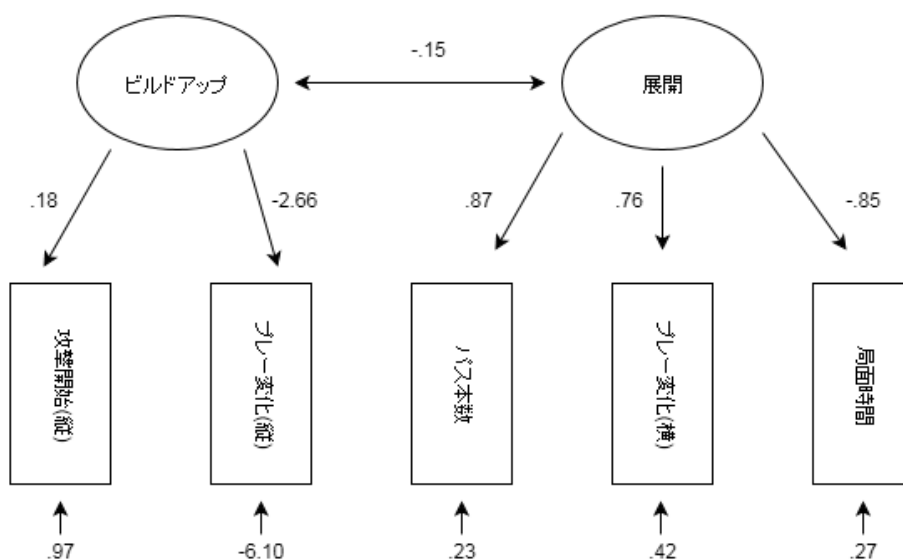 -.15
ビルドアップ
展開
.18
-2.66
.87
.76
-.85
攻撃開始(縦)
プレー変化(縦)
パス本数
プレー変化(横)
局面時間
.97
-6.10
.23
.42
.27